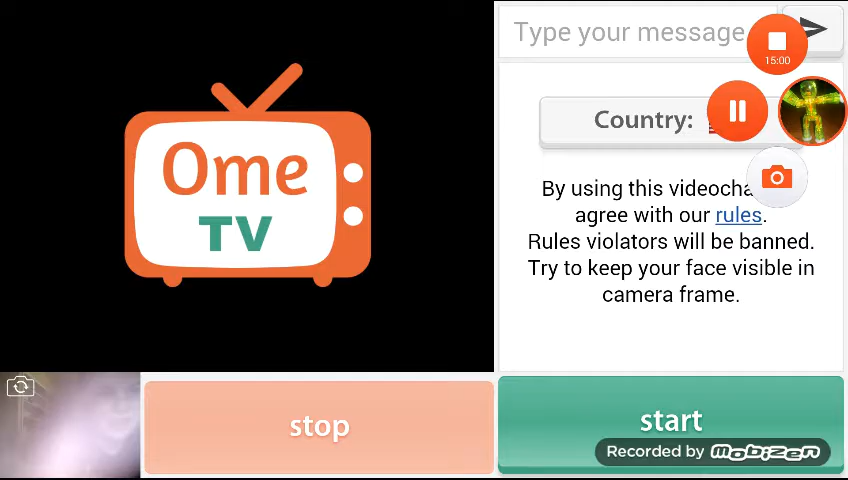 Ome
TV
Type your message
15:00
Country:
By using this videocha
agree with our rules.
Rules violators will be banned.
Try to keep your face visible in
camera frame.
stop
start
Recorded by mobizen